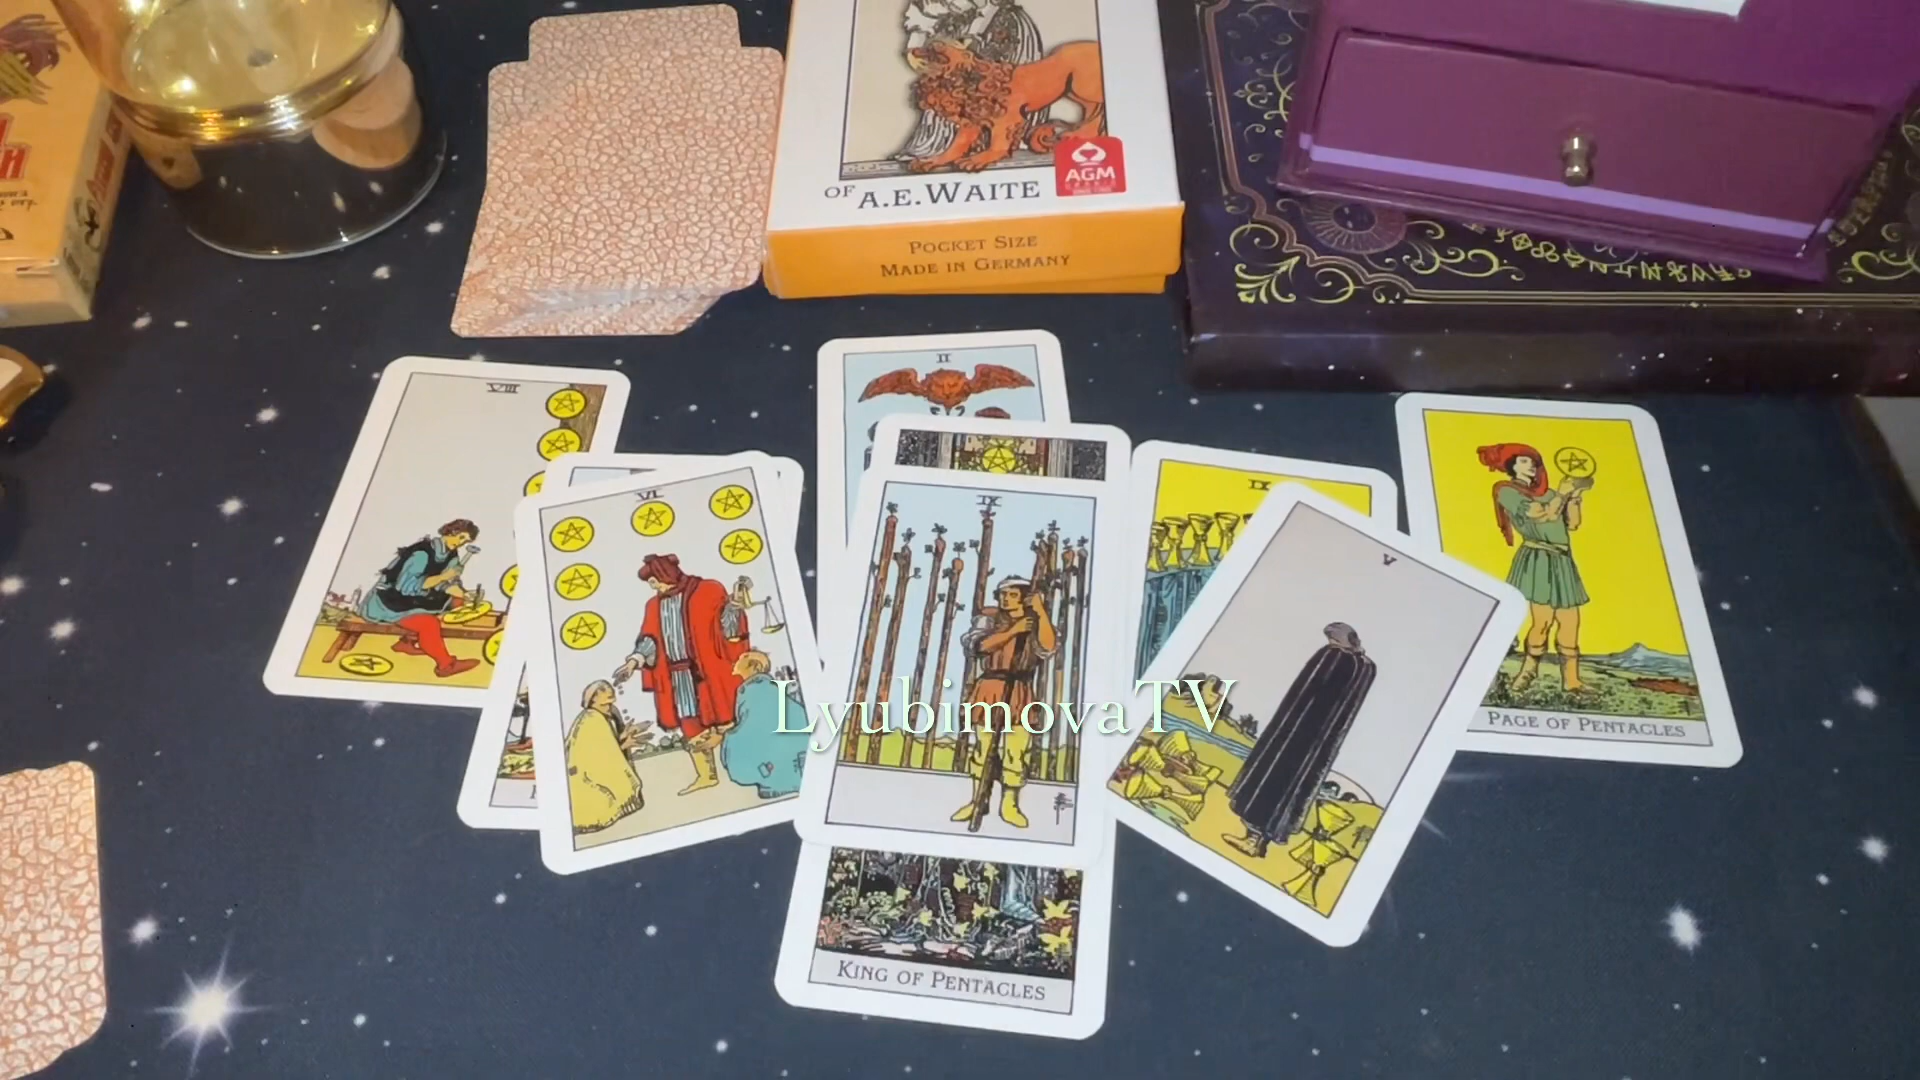 OF A.E. WAITE
AGM
POCKET SIZE
MADE IN GERMANY
II
VIII
VI
IX
IX
V
PAGE OF PENTACLES
LyubimovaTV
KING OF PENTACLES